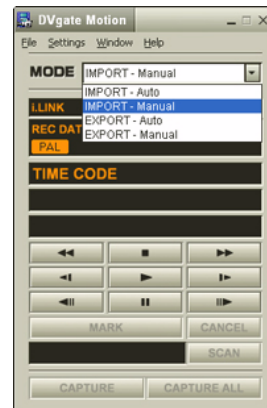 DVgate Motion
File Settings Window Help
MODE IMPORT - Manual
IMPORT - Auto
i.LINK IMPORT - Manual
REC DAT EXPORT - Auto
PAL EXPORT - Manual
TIME CODE
MARK CANCEL
SCAN
CAPTURE CAPTURE ALL